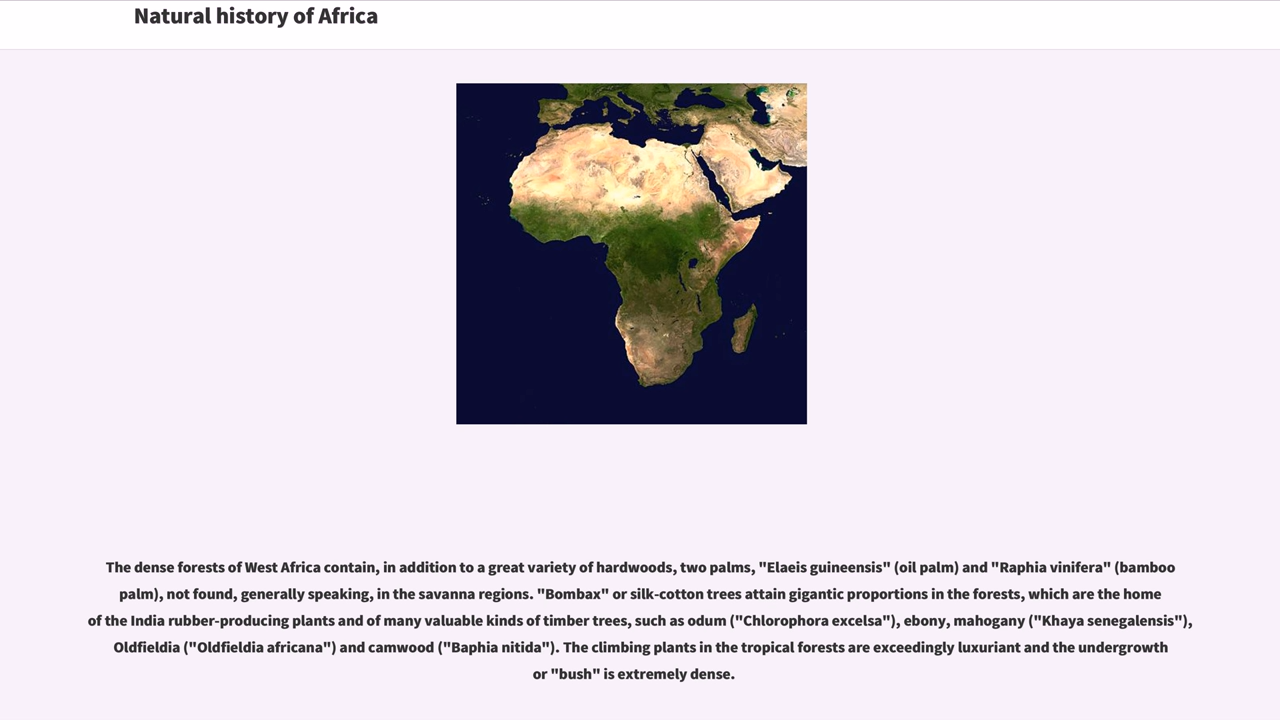 Natural history of Africa
The dense forests of West Africa contain, in addition to a great variety of hardwoods, two palms, "Elaeis guineensis" (oil palm) and "Raphia vinifera" (bamboo
palm), not found, generally speaking, in the savanna regions. "Bombax" or silk-cotton trees attain gigantic proportions in the forests, which are the home
of the India rubber-producing plants and of many valuable kinds of timber trees, such as odum ("Chlorophora excelsa"), ebony, mahogany ("Khaya senegalensis"),
Oldfieldia ("Oldfieldia africana") and camwood ("Baphia nitida"). The climbing plants in the tropical forests are exceedingly luxuriant and the undergrowth
or "bush" is extremely dense.